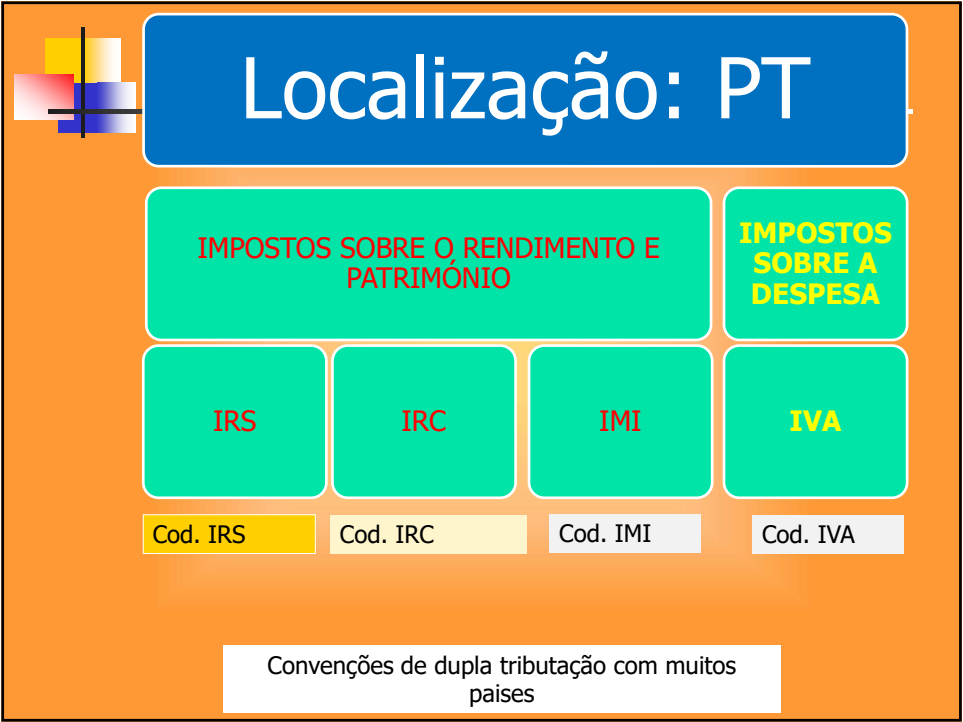 Localização: PT
IMPOSTOS SOBRE O RENDIMENTO E
PATRIMÓNIO
IMPOSTOS
SOBRE A
DESPESA
IRS
IRC
IMI
IVA
Cod. IRS
Cod. IRC
Cod. IMI
Cod. IVA
Convenções de dupla tributação com muitos
paises